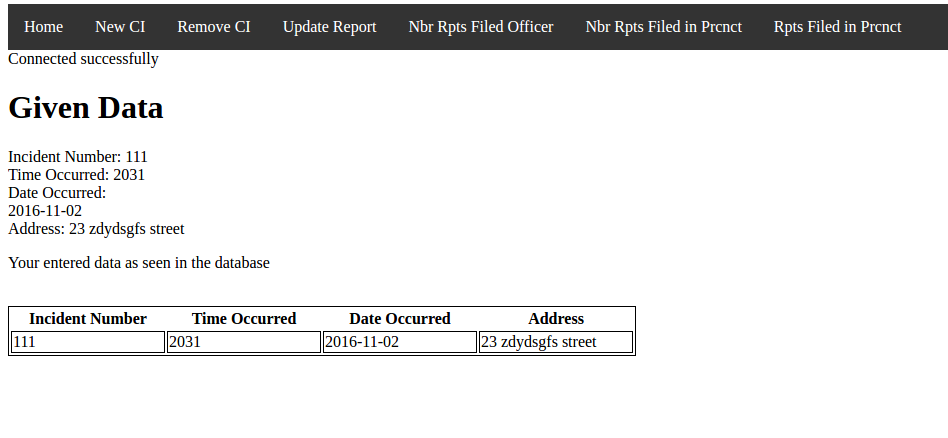 Home New CI Remove CI Update Report Nbr Rpts Filed Officer Nbr Rpts Filed in Prcnct Rpts Filed in Prcnct
Connected successfully
Given Data
Incident Number: 111
Time Occurred: 2031
Date Occurred:
2016-11-02
Address: 23 zdydsgfs street
Your entered data as seen in the database
Incident Number Time Occurred Date Occurred Address
111 2031 2016-11-02 23 zdydsgfs street